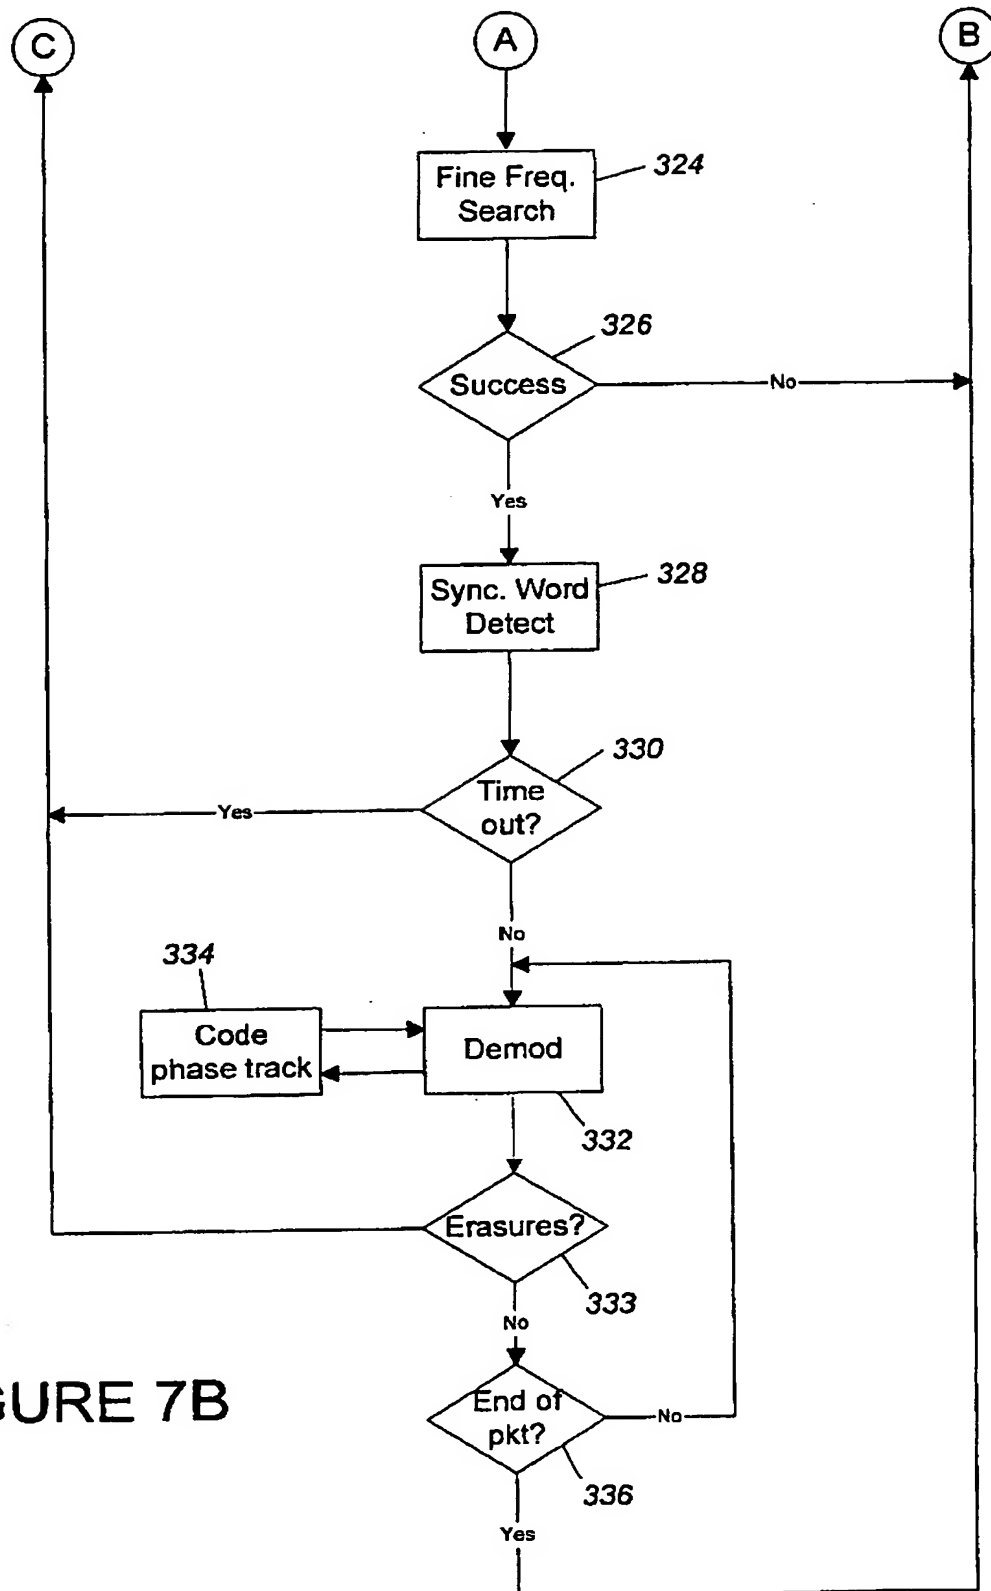 C
A
B
Fine Freq.
Search
324
326
Success
No
Yes
Sync. Word
Detect
328
330
Time
out?
Yes
No
334
Code
phase track
Demod
332
Erasures?
333
No
End of
pkt?
No
336
Yes
GURE 7B